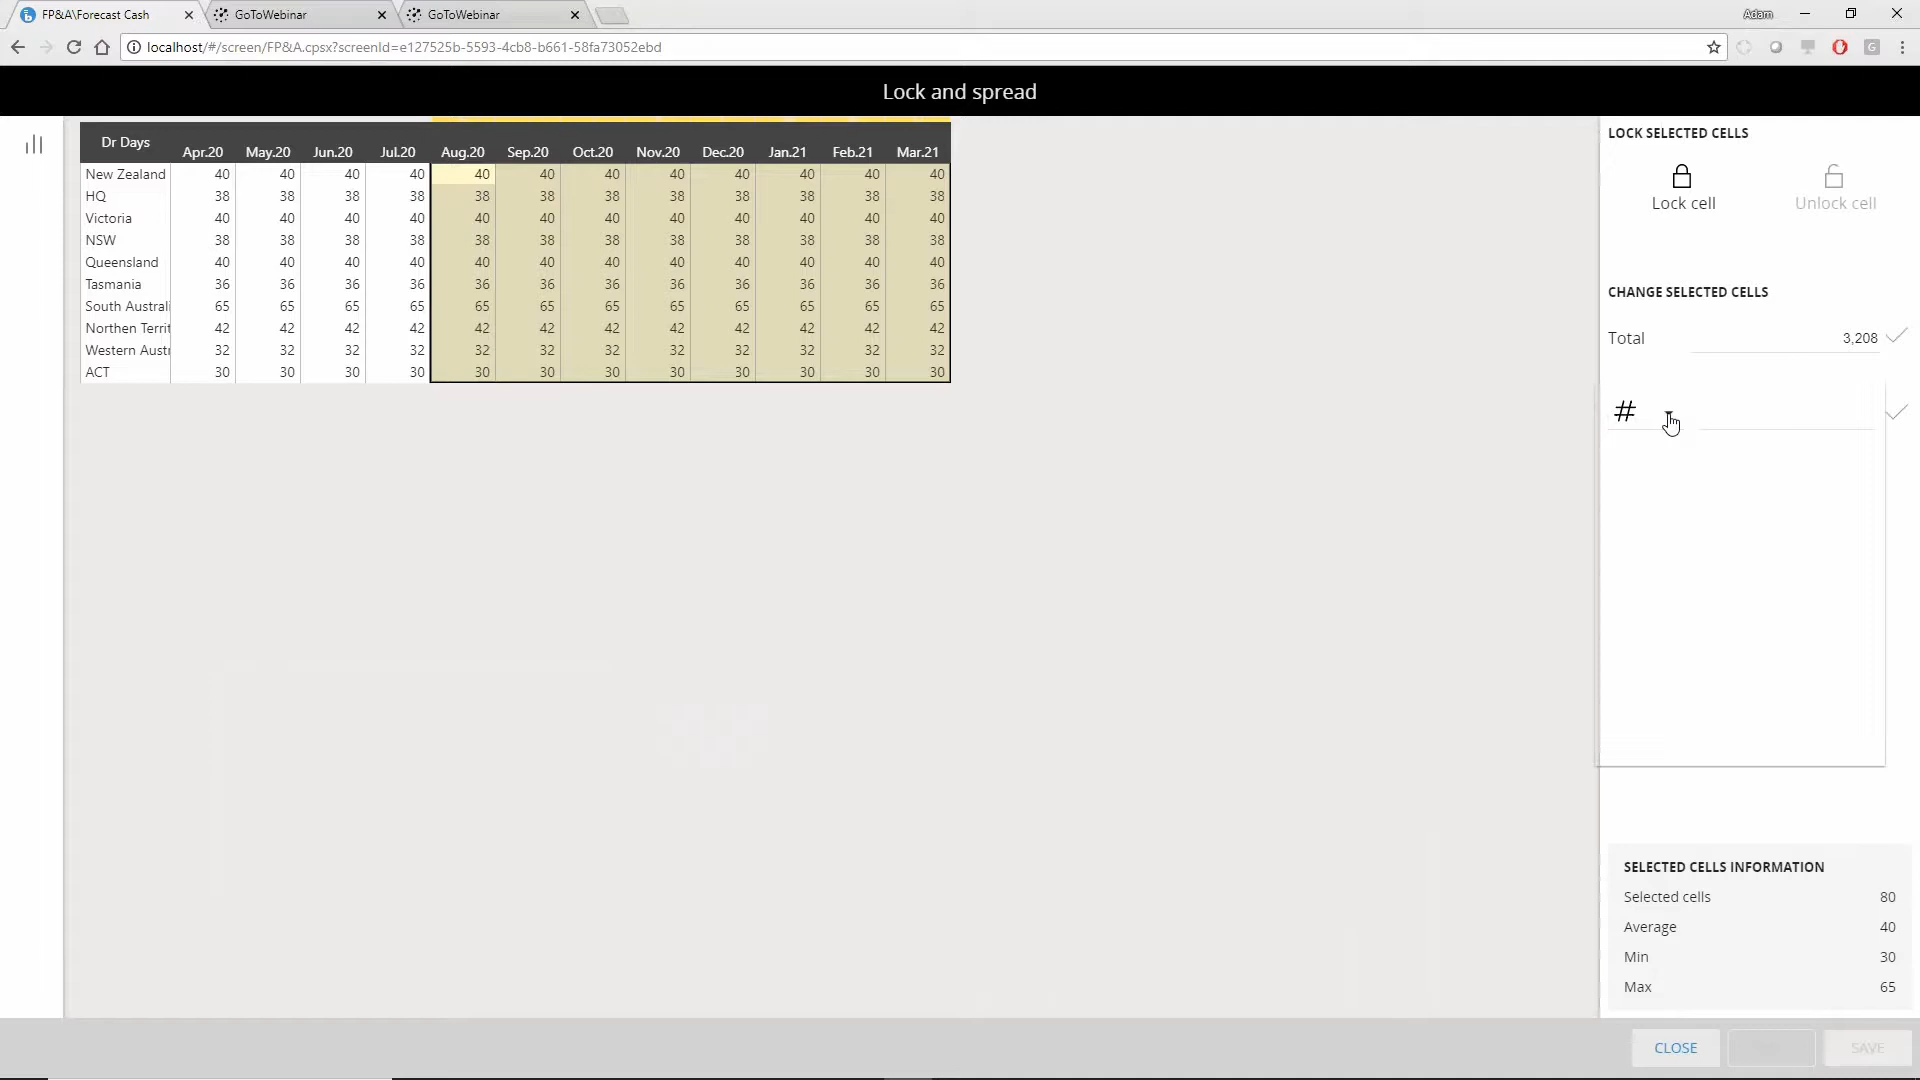 FP&A\Forecast Cash
GoToWebinar
GoToWebinar
Adam
localhost/#/screen/FP&A.cpsx?screenId=e127525b-5593-4cb8-b661-58fa73052ebd
G
Lock and spread
Dr Days Apr.20 May.20 Jun.20 Jul.20 Aug.20 Sep.20 Oct.20 Nov.20 Dec.20 Jan.21 Feb.21 Mar.21
New Zealand 40 40 40 40 40 40 40 40 40 40 40 40
HQ 38 38 38 38 38 38 38 38 38 38 38 38
Victoria 40 40 40 40 40 40 40 40 40 40 40 40
NSW 38 38 38 38 38 38 38 38 38 38 38 38
Queensland 40 40 40 40 40 40 40 40 40 40 40 40
Tasmania 36 36 36 36 36 36 36 36 36 36 36 36
South Australi 65 65 65 65 65 65 65 65 65 65 65 65
Northen Territ 42 42 42 42 42 42 42 42 42 42 42 42
Western Austr 32 32 32 32 32 32 32 32 32 32 32 32
ACT 30 30 30 30 30 30 30 30 30 30 30 30
LOCK SELECTED CELLS
Lock cell Unlock cell
CHANGE SELECTED CELLS
Total 3,208
#
SELECTED CELLS INFORMATION
Selected cells 80
Average 40
Min 30
Max 65
CLOSE SAVE